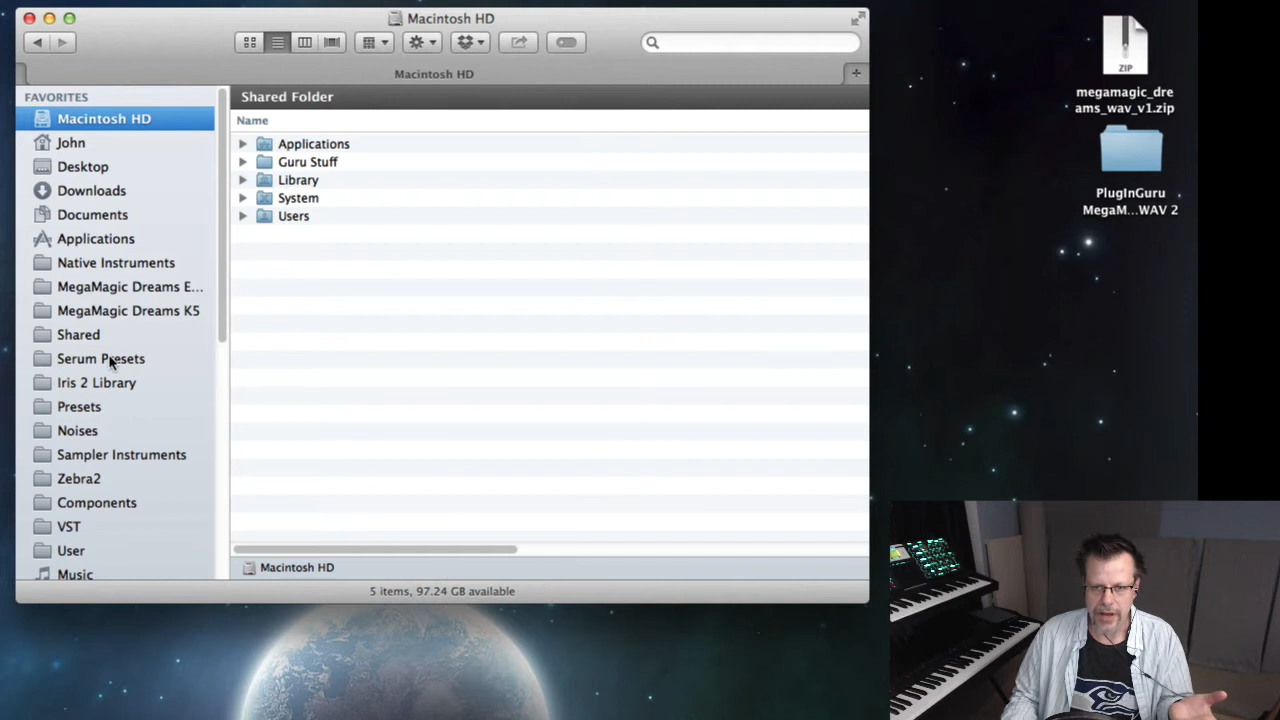 Macintosh HD
Macintosh HD
Shared Folder
FAVORITES
Name
Macintosh HD
John
Desktop
Downloads
Documents
Applications
Native Instruments
MegaMagic Dreams E...
MegaMagic Dreams K5
Shared
Serum Presets
Iris 2 Library
Presets
Noises
Sampler Instruments
Zebra2
Components
VST
User
Music
Applications
Guru Stuff
Library
System
Users
Macintosh HD
5 items, 97.24 GB available
ZIP
megamagic_dre
ams_wav_v1.zip
PlugInGuru
MegaM...WAV 2